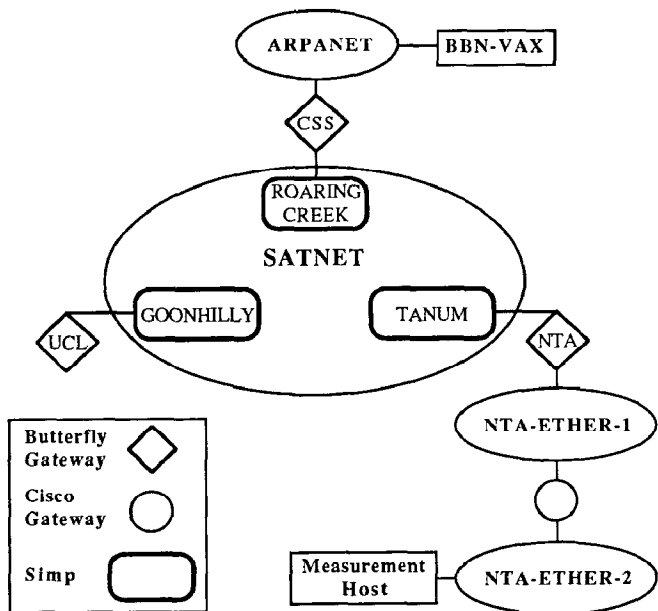 ARPANET
BBN-VAX
CSS
ROARING
CREEK
SATNET
GOONHILLY
TANUM
UCL
NTA
NTA-ETHER-1
Butterfly
Gateway
Cisco
Gateway
Simp
Measurement
Host
NTA-ETHER-2